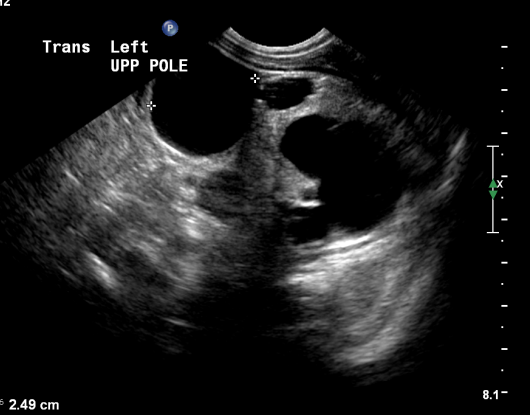 P
Trans Left
UPP POLE
X
8.1
2.49 cm